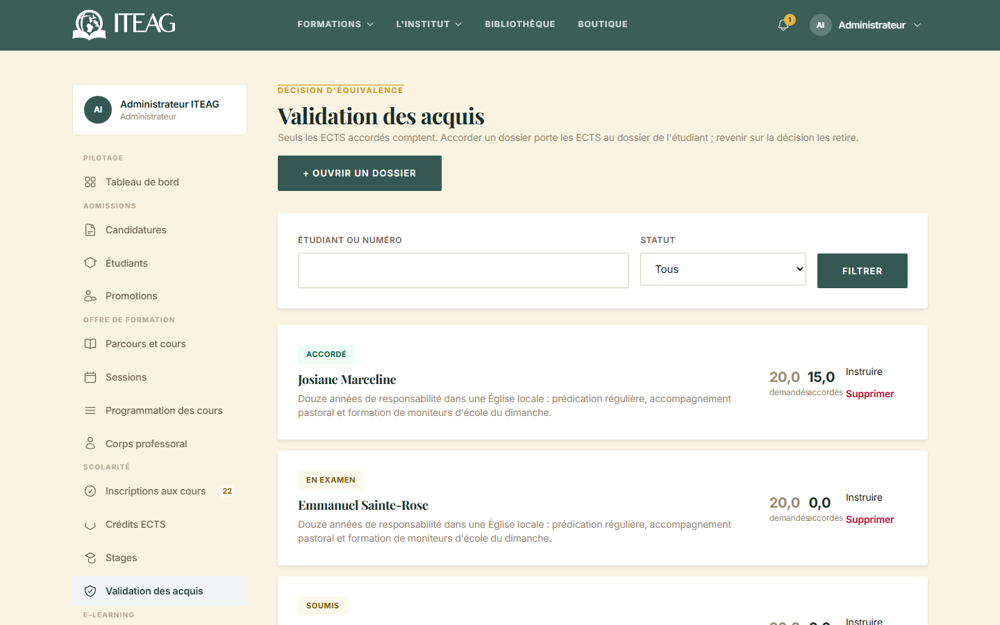 ITEAG
FORMATIONS
L'INSTITUT
BIBLIOTHÈQUE
BOUTIQUE
1
AI
Administrateur
AI
Administrateur ITEAG
Administrateur
PILOTAGE
Tableau de bord
ADMISSIONS
Candidatures
Étudiants
Promotions
OFFRE DE FORMATION
Parcours et cours
Sessions
Programmation des cours
Corps professoral
SCOLARITÉ
Inscriptions aux cours 22
Crédits ECTS
Stages
Validation des acquis
E-LEARNING
DÉCISION D'ÉQUIVALENCE
Validation des acquis
Seuls les ECTS accordés comptent. Accorder un dossier porte les ECTS au dossier de l'étudiant ; revenir sur la décision les retire.
+ OUVRIR UN DOSSIER
ÉTUDIANT OU NUMÉRO
STATUT
Tous
FILTRER
ACCORDÉ
Josiane Marceline
Douze années de responsabilité dans une Église locale : prédication régulière, accompagnement
pastoral et formation de moniteurs d'école du dimanche.
20,0
demandés
15,0
accordés
Instruire
Supprimer
EN EXAMEN
Emmanuel Sainte-Rose
Douze années de responsabilité dans une Église locale : prédication régulière, accompagnement
pastoral et formation de moniteurs d'école du dimanche.
20,0
demandés
0,0
accordés
Instruire
Supprimer
SOUMIS
20,0
0,0
Instruire